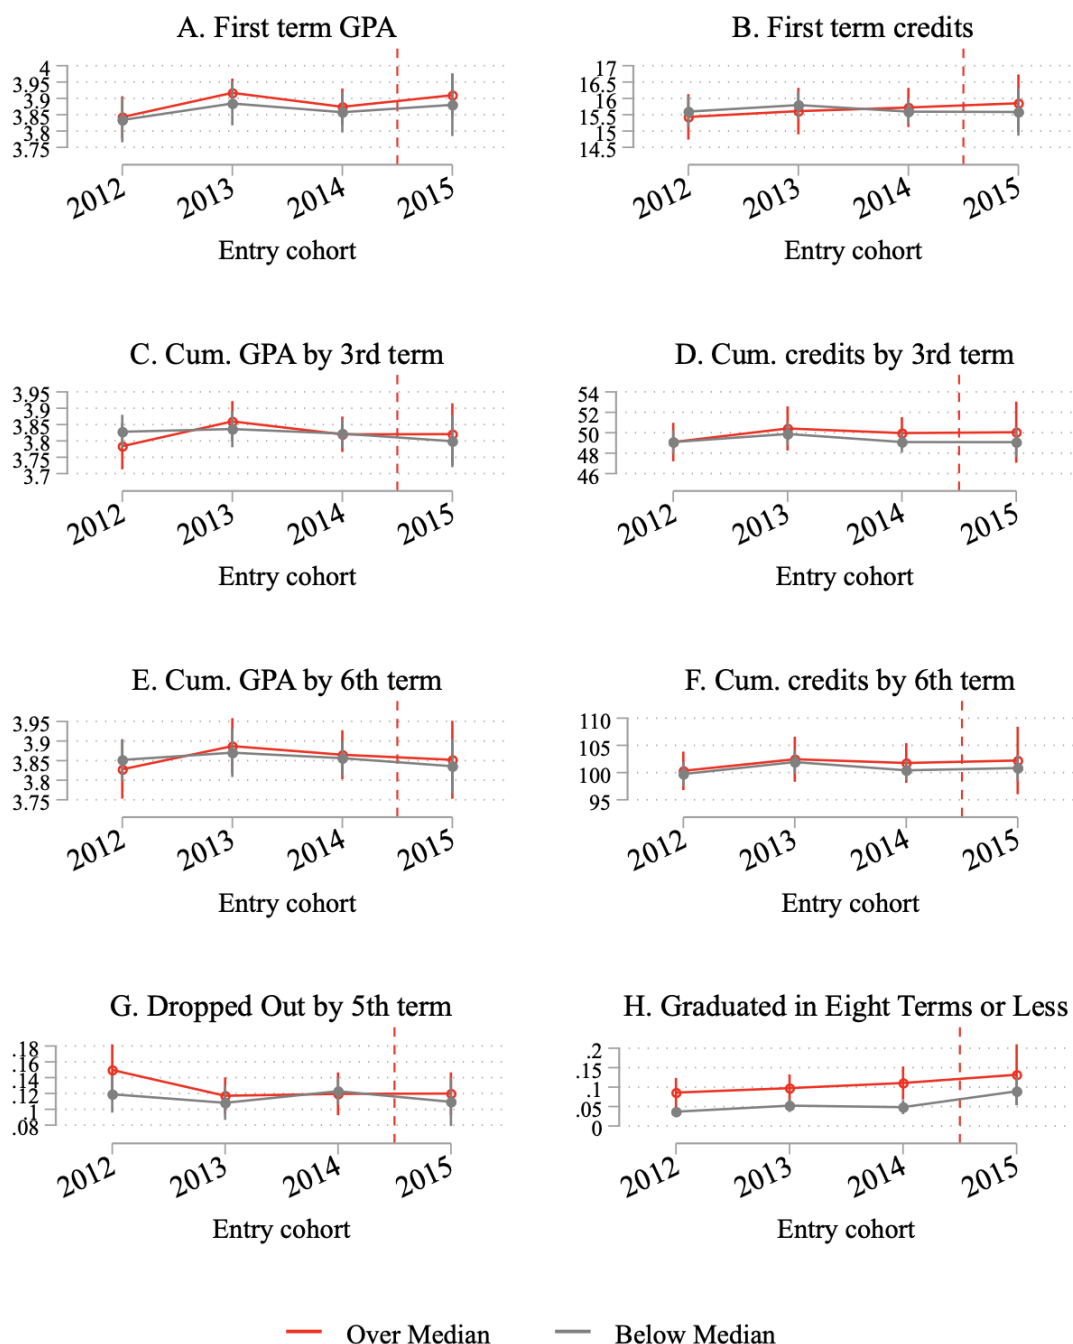 A. First term GPA
4
3.95
3.9
3.85
3.8
3.75
2012 2013 2014 2015
Entry cohort
B. First term credits
17
16.5
16
15.5
15
14.5
2012 2013 2014 2015
Entry cohort
C. Cum. GPA by 3rd term
3.95
3.9
3.85
3.8
3.75
3.7
2012 2013 2014 2015
Entry cohort
D. Cum. credits by 3rd term
54
52
50
48
46
2012 2013 2014 2015
Entry cohort
E. Cum. GPA by 6th term
3.95
3.9
3.85
3.8
3.75
2012 2013 2014 2015
Entry cohort
F. Cum. credits by 6th term
110
105
100
95
2012 2013 2014 2015
Entry cohort
G. Dropped Out by 5th term
.18
.16
.14
.12
.1
.08
2012 2013 2014 2015
Entry cohort
H. Graduated in Eight Terms or Less
.2
.15
.1
.05
0
2012 2013 2014 2015
Entry cohort
Over Median Below Median